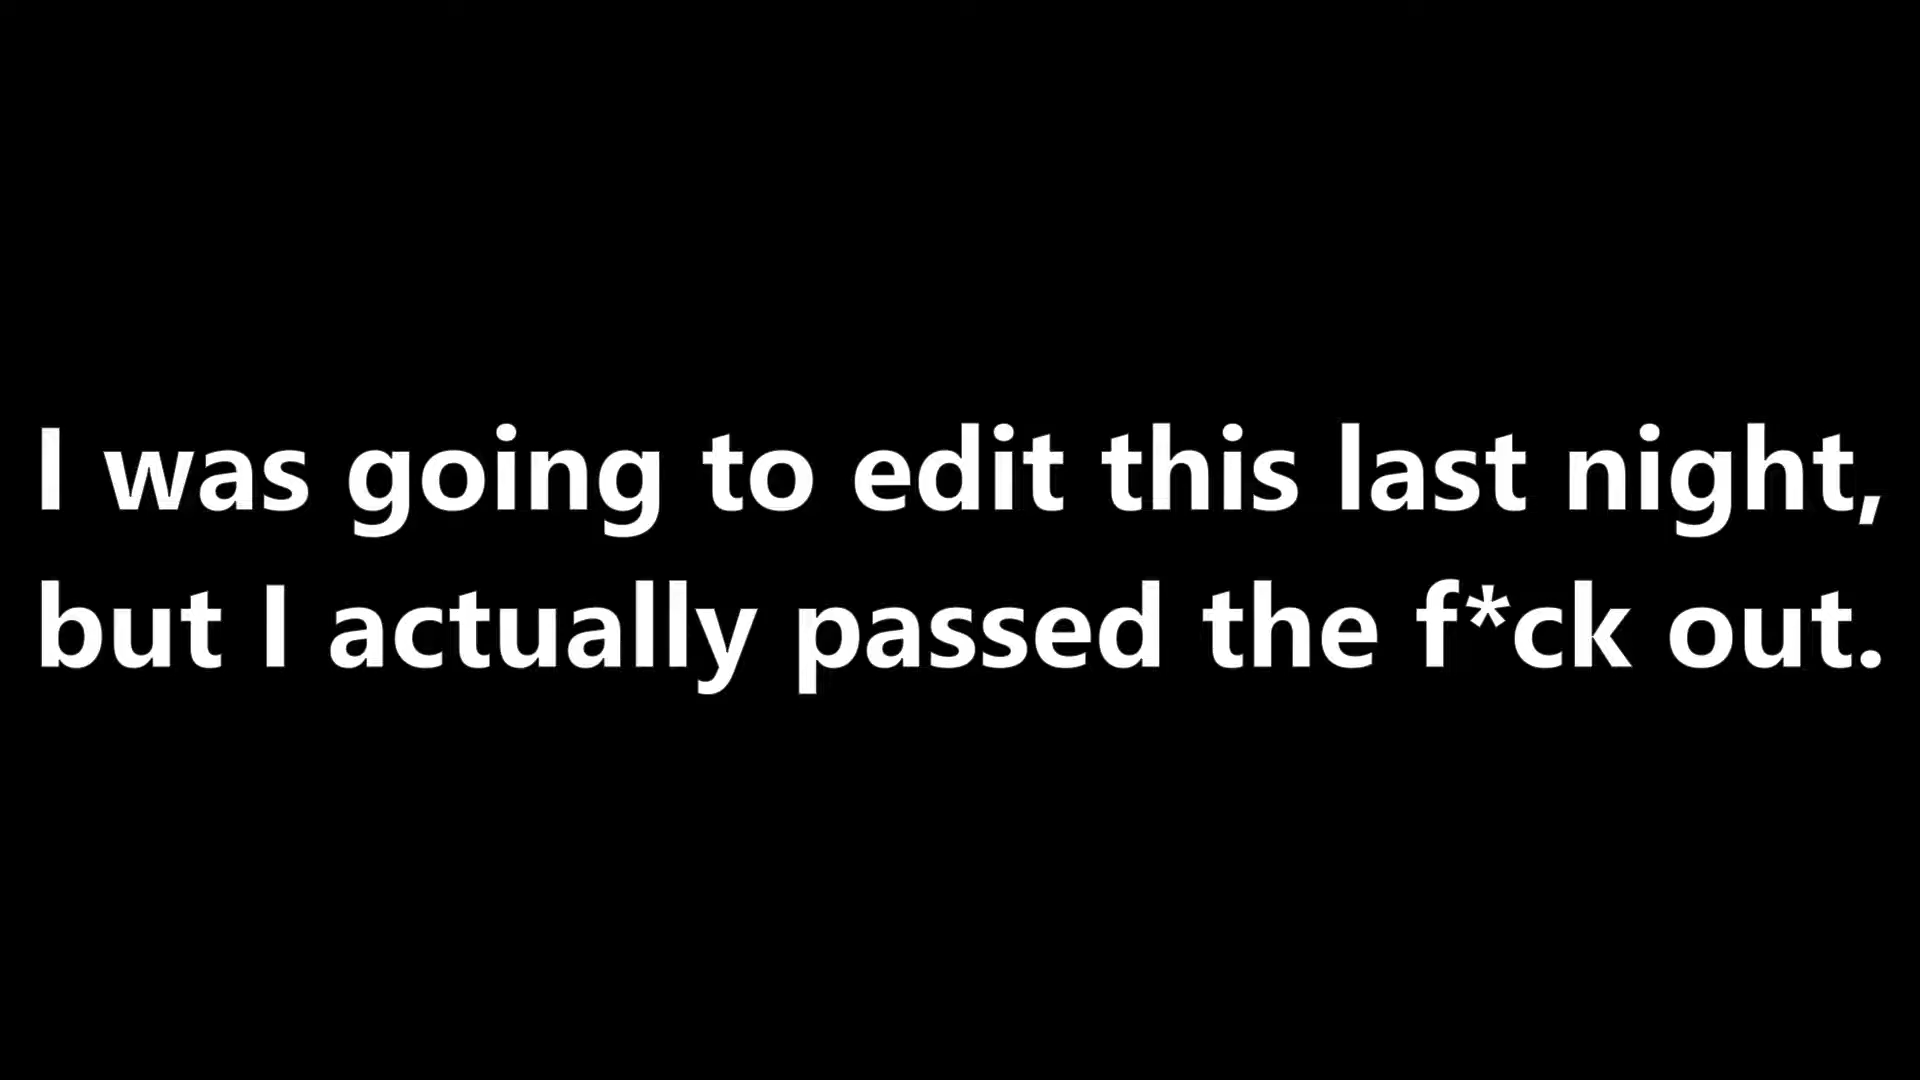 I was going to edit this last night,
but I actually passed the f*ck out.